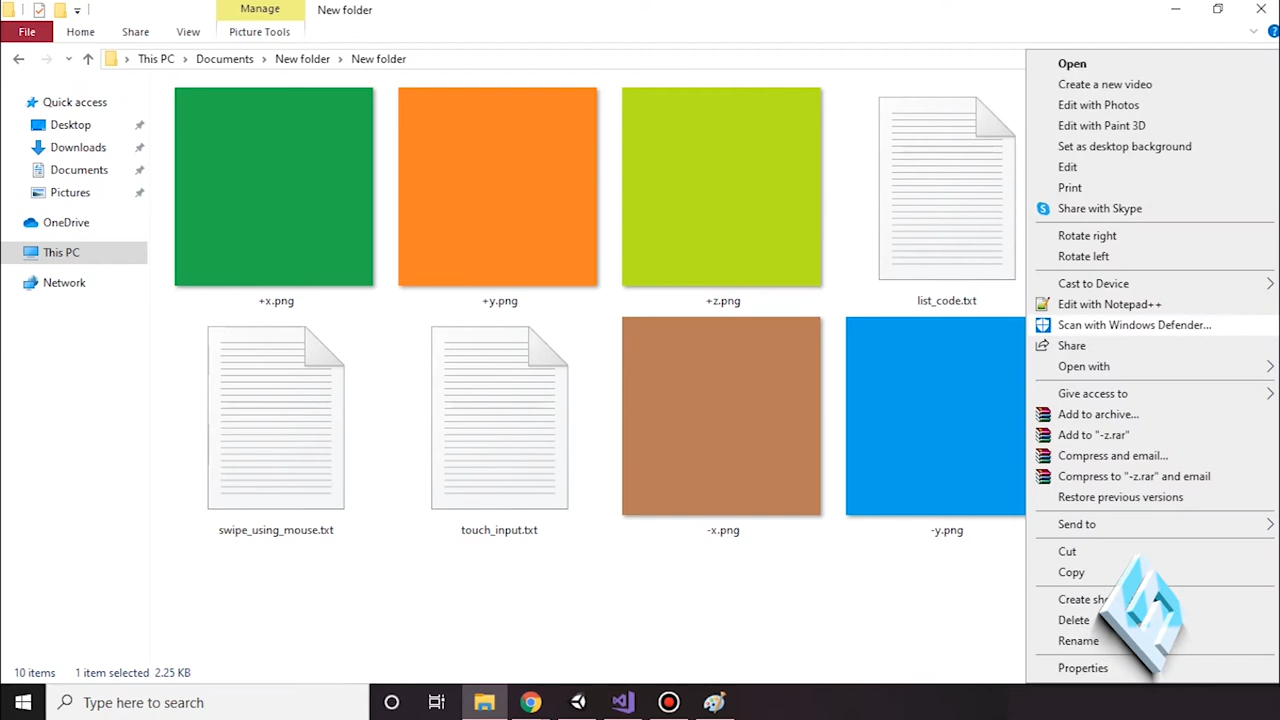 Manage
New folder
File
Home
Share
View
Picture Tools
This PC
Documents
New folder
New folder
Quick access
Desktop
Downloads
Documents
Pictures
OneDrive
This PC
Network
+x.png
+y.png
+z.png
list_code.txt
swipe_using_mouse.txt
touch_input.txt
-x.png
-y.png
Open
Create a new video
Edit with Photos
Edit with Paint 3D
Set as desktop background
Edit
Print
Share with Skype
Rotate right
Rotate left
Cast to Device
Edit with Notepad++
Scan with Windows Defender...
Share
Open with
Give access to
Add to archive...
Add to "-z.rar"
Compress and email...
Compress to "-z.rar" and email
Restore previous versions
Send to
Cut
Copy
Create
Delete
Rename
Properties
10 items
1 item selected 2.25 KB
Type here to search